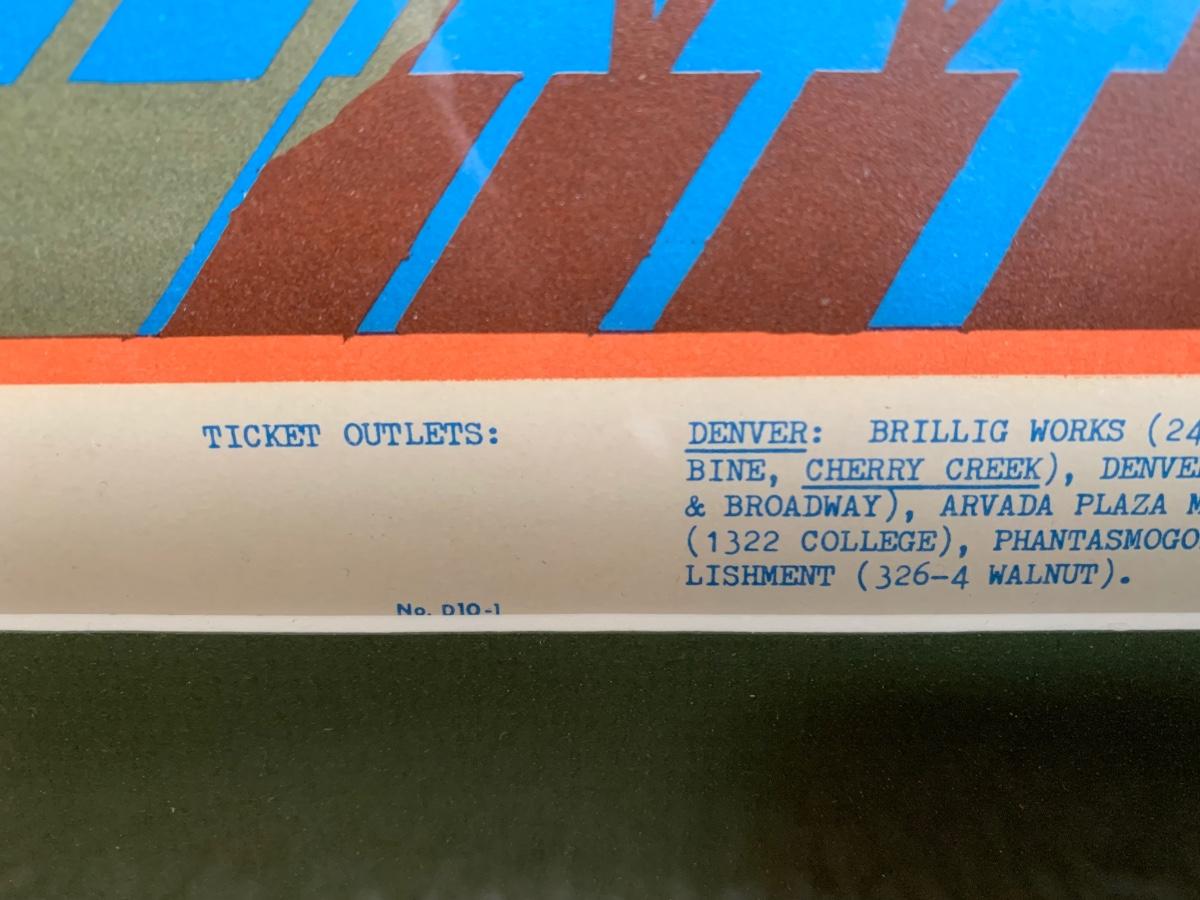 TICKET OUTLETS:
DENVER: BRILLIG WORKS (24
BINE, CHERRY CREEK), DENVE
& BROADWAY), ARVADA PLAZA M
(1322 COLLEGE), PHANTASMOGO
LISHMENT (326-4 WALNUT).
No. D10-1